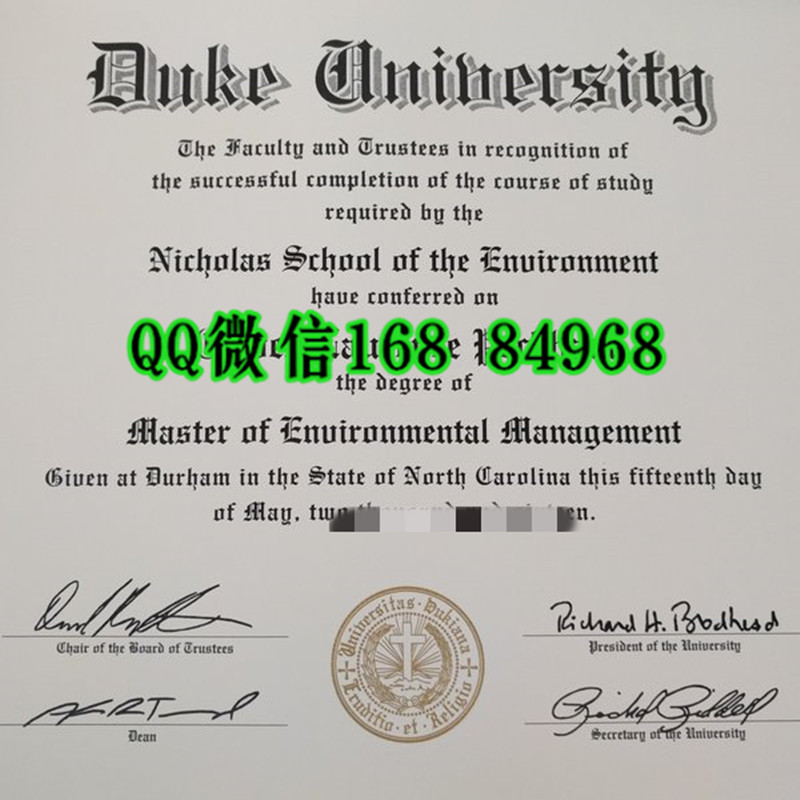 Duke University
The Faculty and Trustees in recognition of
the successful completion of the course of study
required by the
Nicholas School of the Environment
have conferred on
QQ微信168 84968
the degree of
Master of Environmental Management
Given at Durham in the State of North Carolina this fifteenth day
of May,
Richard H. Brodhead
Chair of the Board of Trustees
President of the University
Universitas · Dukiana
Eruditio · et · Religio
Dean
Secretary of the University